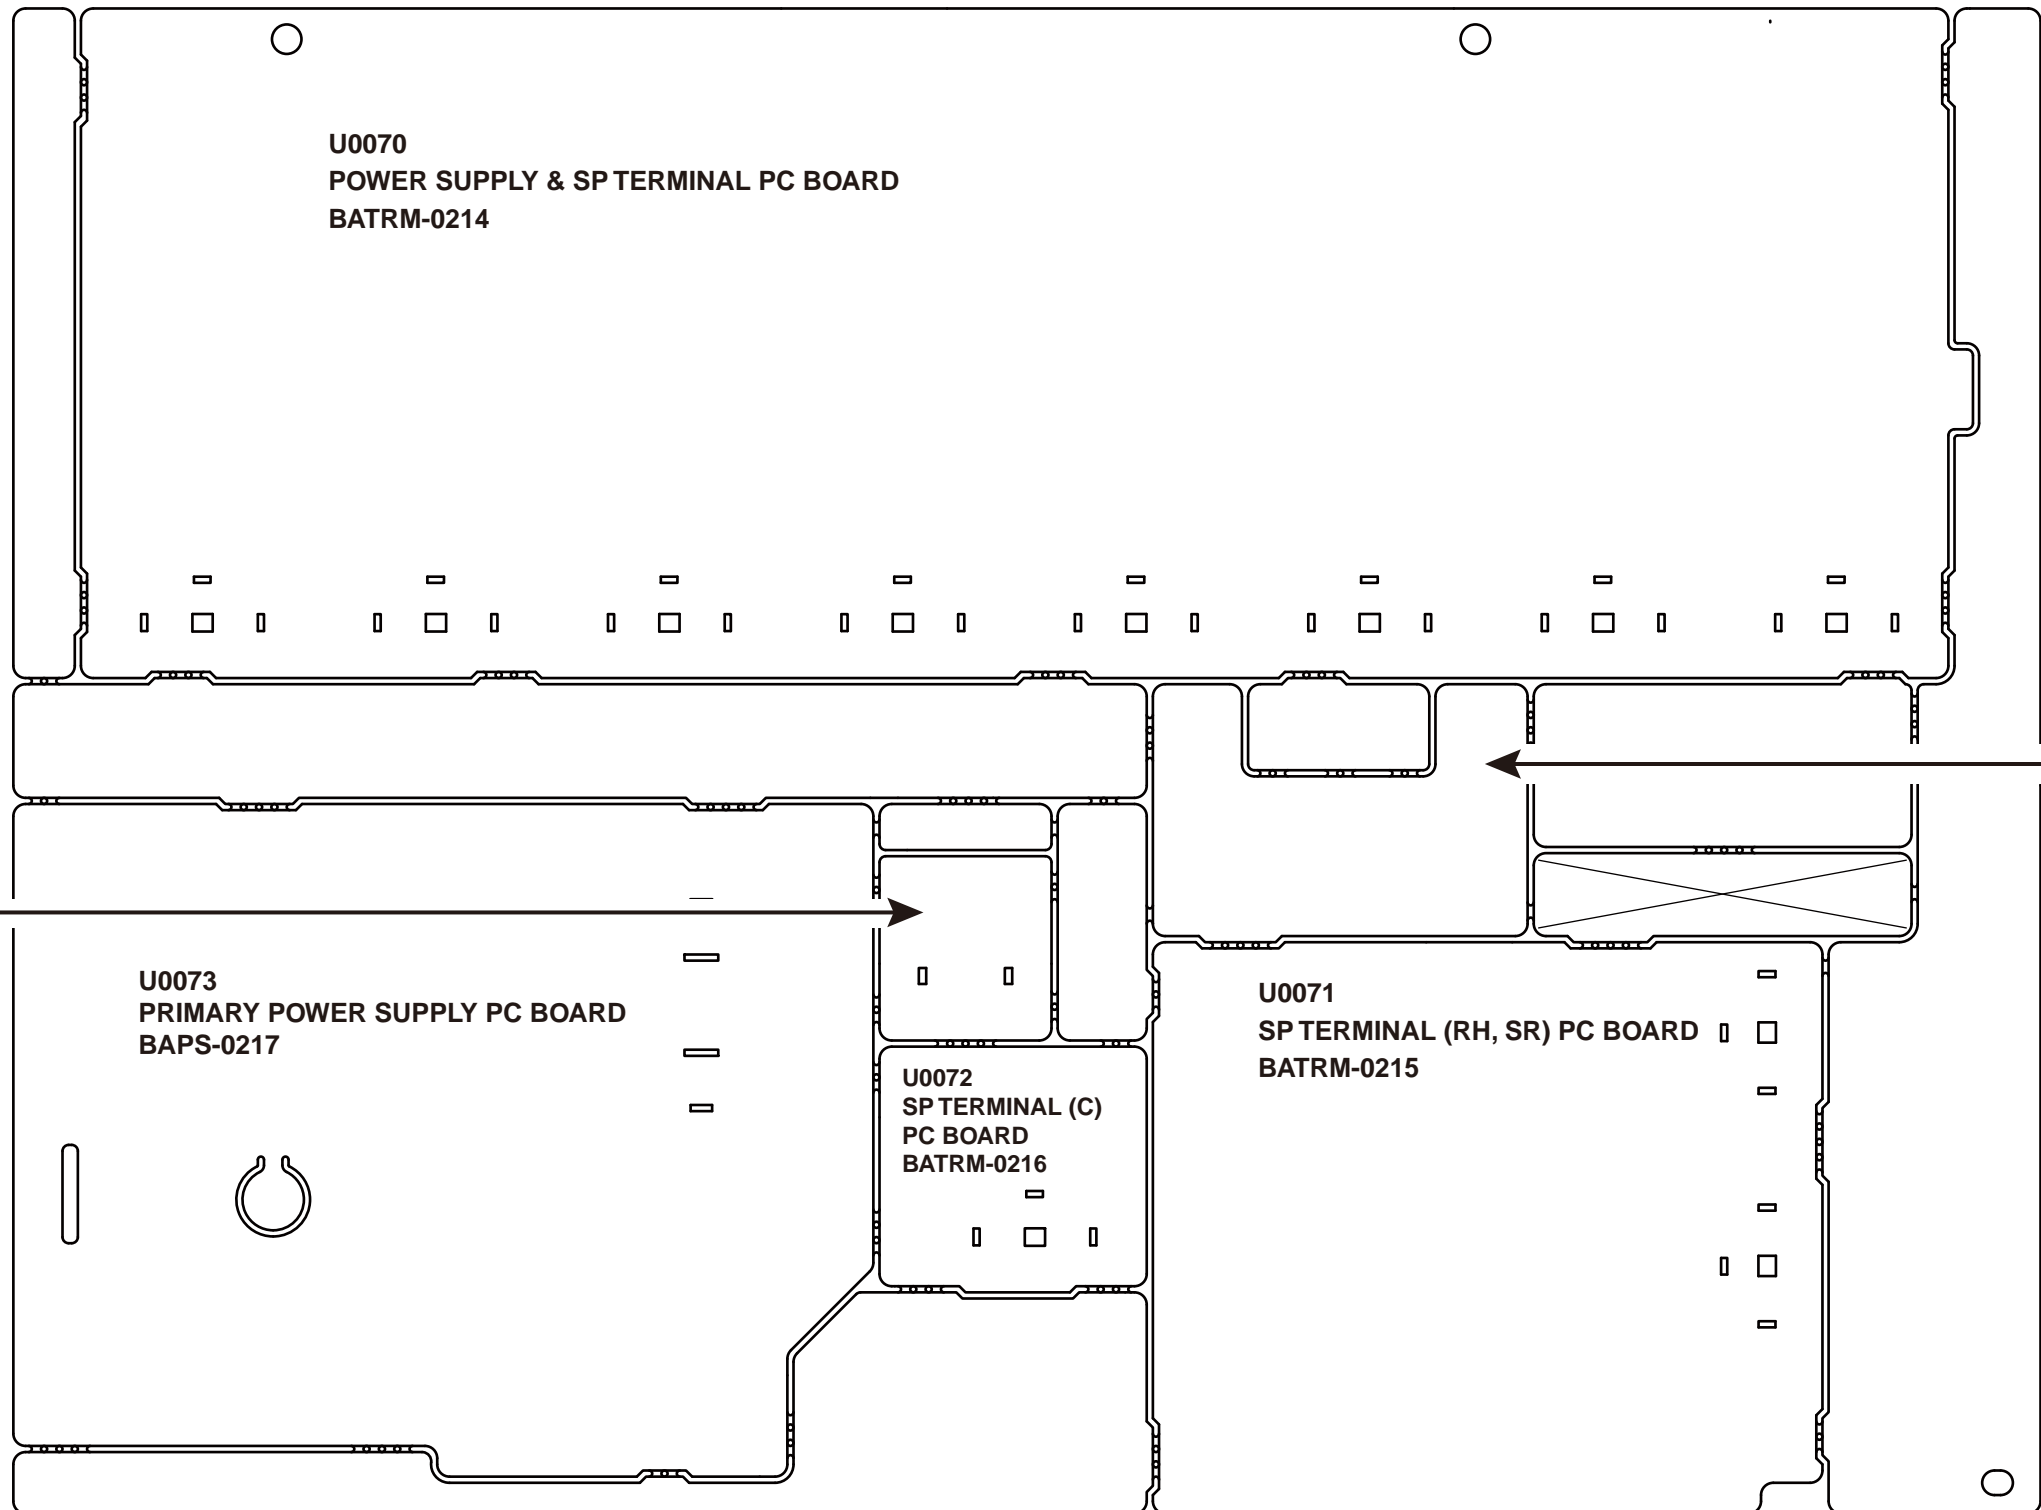 U0070
POWER SUPPLY & SP TERMINAL PC BOARD
BATRM-0214
U0073
PRIMARY POWER SUPPLY PC BOARD
BAPS-0217
U0072
SP TERMINAL (C)
PC BOARD
BATRM-0216
U0071
SP TERMINAL (RH, SR) PC BOARD
BATRM-0215